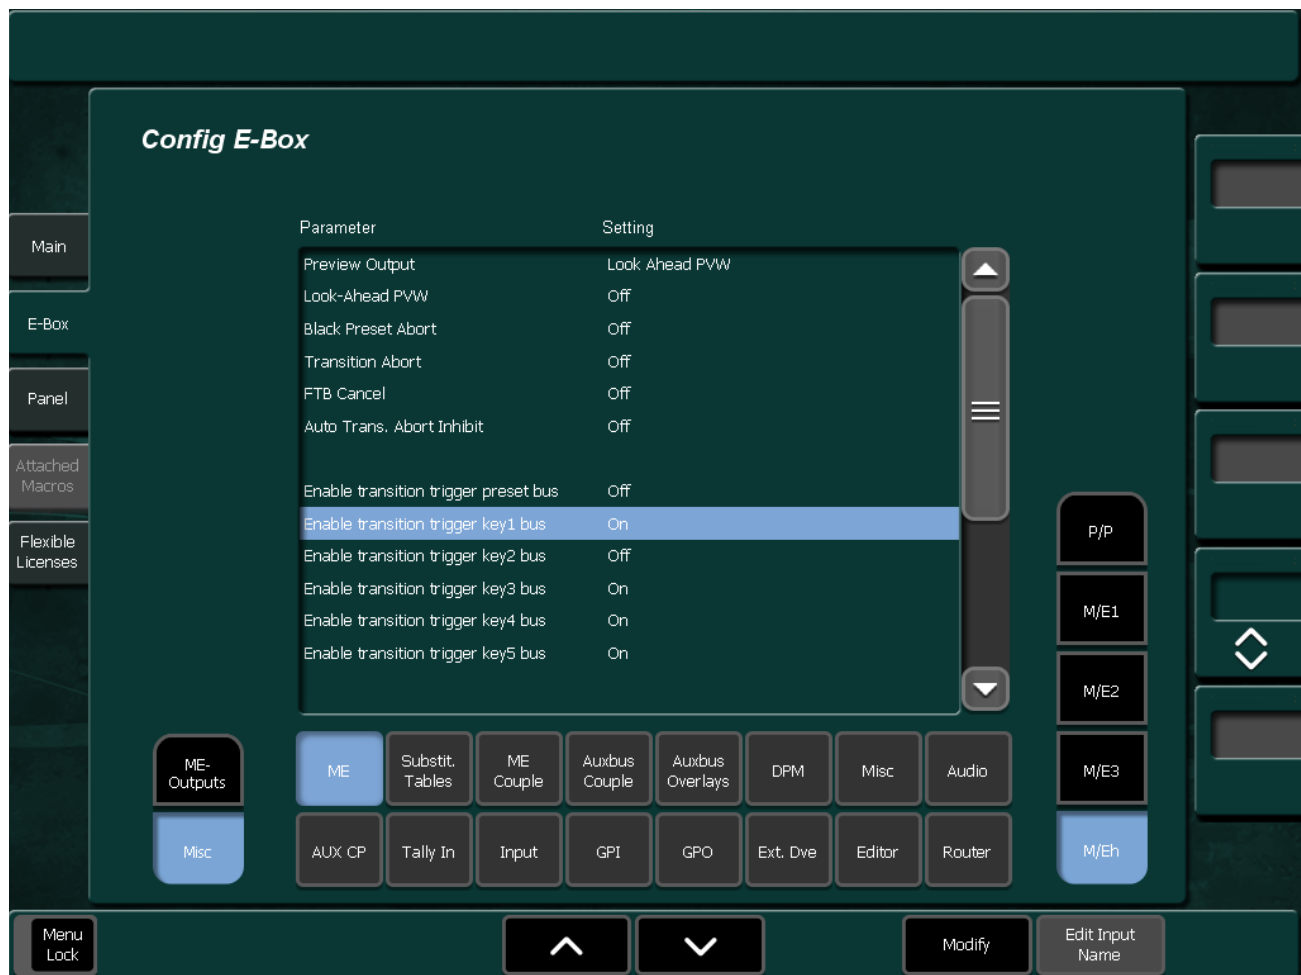 Config E-Box
Parameter Setting
Preview Output Look Ahead PVW
Look-Ahead PVW Off
Black Preset Abort Off
Transition Abort Off
FTB Cancel Off
Auto Trans. Abort Inhibit Off
Enable transition trigger preset bus Off
Enable transition trigger key1 bus On
Enable transition trigger key2 bus Off
Enable transition trigger key3 bus On
Enable transition trigger key4 bus On
Enable transition trigger key5 bus On
Main
E-Box
Panel
Attached
Macros
Flexible
Licenses
P/P
M/E1
M/E2
M/E3
M/Eh
ME-
Outputs
Misc
ME
Substit.
Tables
ME
Couple
Auxbus
Couple
Auxbus
Overlays
DPM
Misc
Audio
AUX CP
Tally In
Input
GPI
GPO
Ext. Dve
Editor
Router
Menu
Lock
Modify
Edit Input
Name